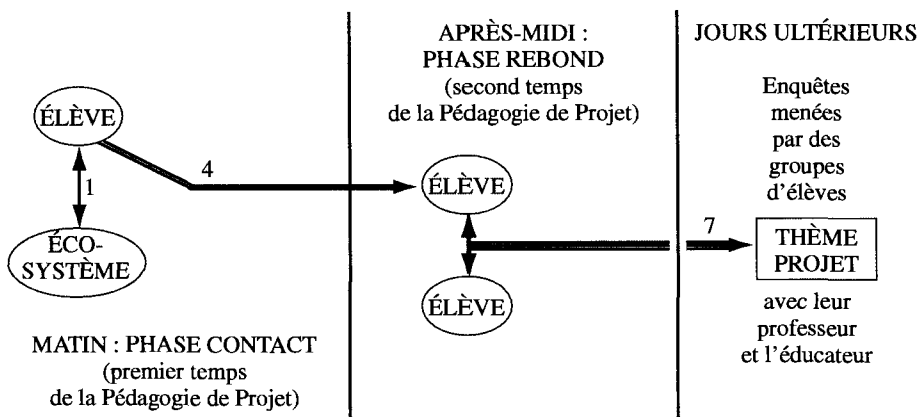 ÉLÈVE
1
ÉCO-
SYSTÈME
4
MATIN : PHASE CONTACT
(premier temps
de la Pédagogie de Projet)
APRÈS-MIDI :
PHASE REBOND
(second temps
de la Pédagogie de Projet)
ÉLÈVE
ÉLÈVE
7
JOURS ULTÉRIEURS
Enquêtes
menées
par des
groupes
d'élèves
THÈME
PROJET
avec leur
professeur
et l'éducateur